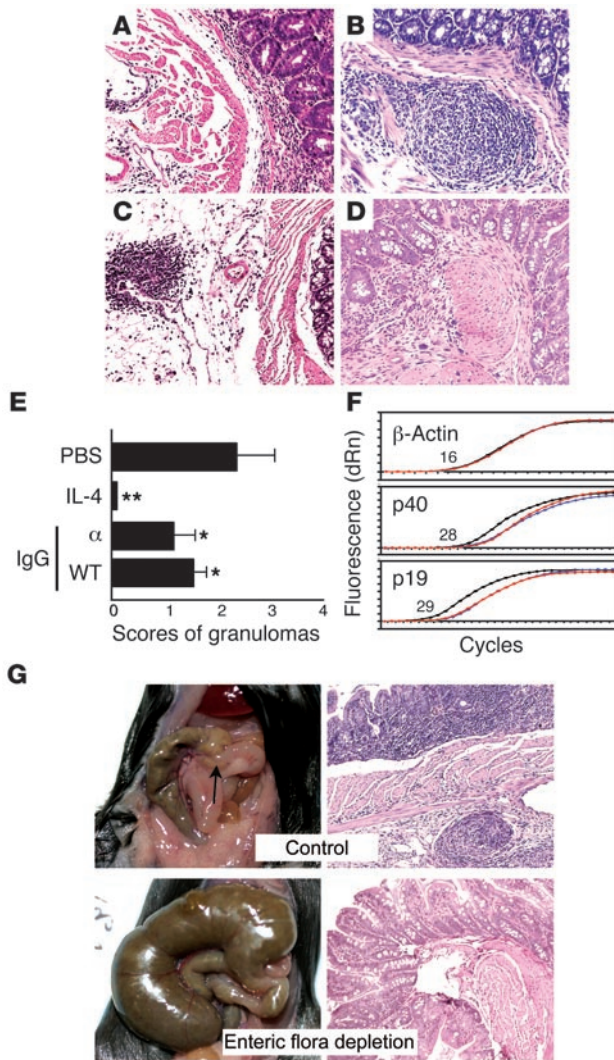 A
B
C
D
E
F
PBS
IL-4
**
α
*
IgG
WT
*
0
1
2
3
4
Scores of granulomas
Fluorescence (dRn)
β-Actin
16
p40
28
p19
29
Cycles
G
Control
Enteric flora depletion